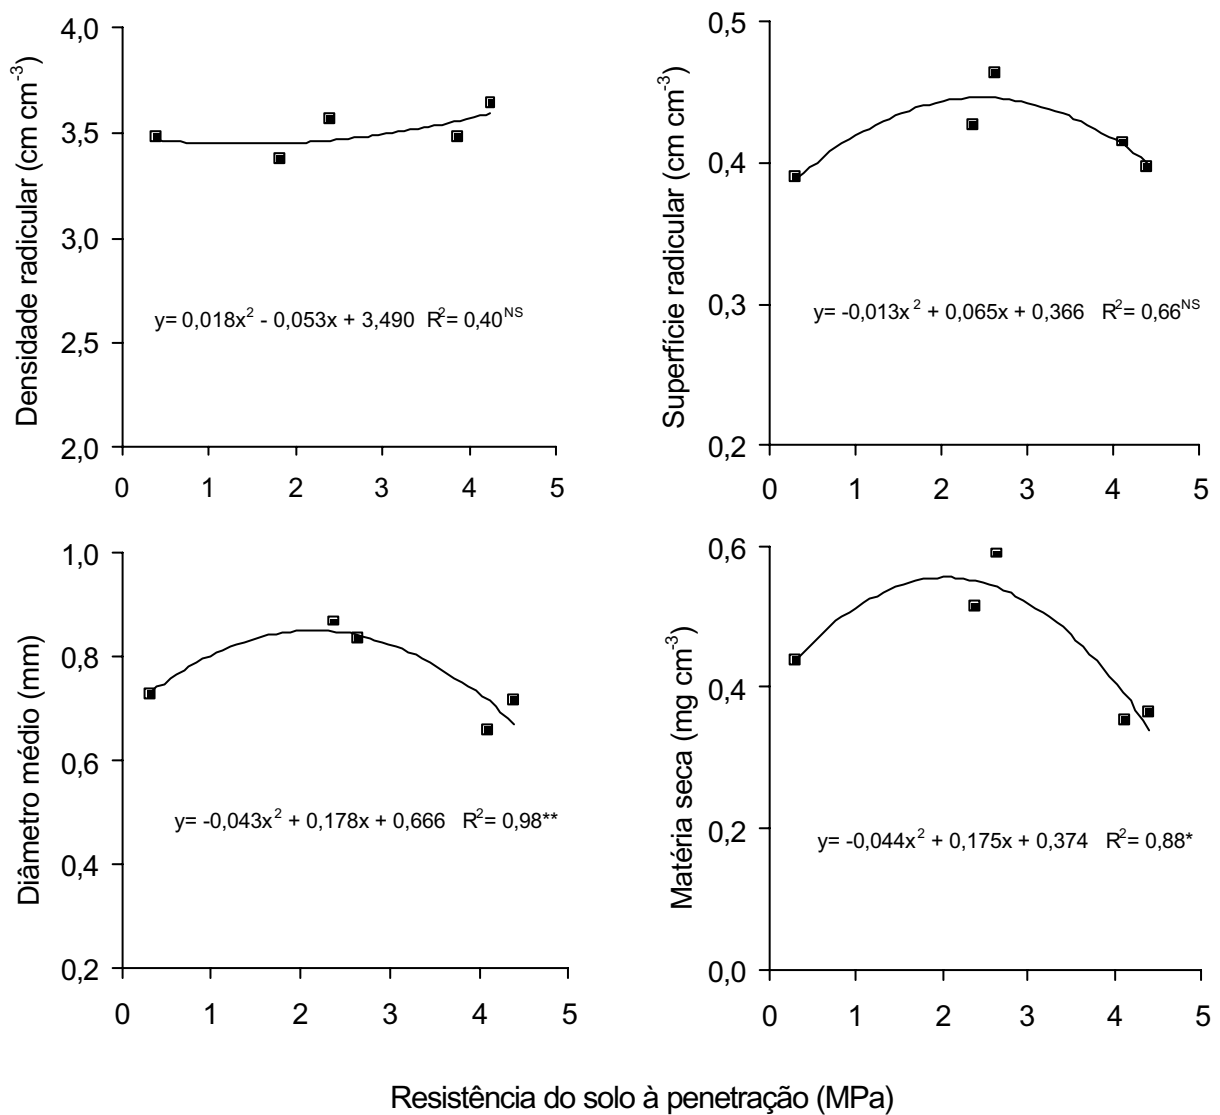 4,0
3,5
3,0
2,5
2,0
Densidade radicular (cm cm-3)
y= 0,018x2 - 0,053x + 3,490 R2= 0,40NS
0 1 2 3 4 5
0,5
0,4
0,3
0,2
Superfície radicular (cm cm-3)
y= -0,013x2 + 0,065x + 0,366 R2= 0,66NS
0 1 2 3 4 5
1,0
0,8
0,6
0,4
0,2
Diâmetro médio (mm)
y= -0,043x2 + 0,178x + 0,666 R2= 0,98**
0 1 2 3 4 5
0,6
0,4
0,2
0,0
Matéria seca (mg cm-3)
y= -0,044x2 + 0,175x + 0,374 R2= 0,88*
0 1 2 3 4 5
Resistência do solo à penetração (MPa)